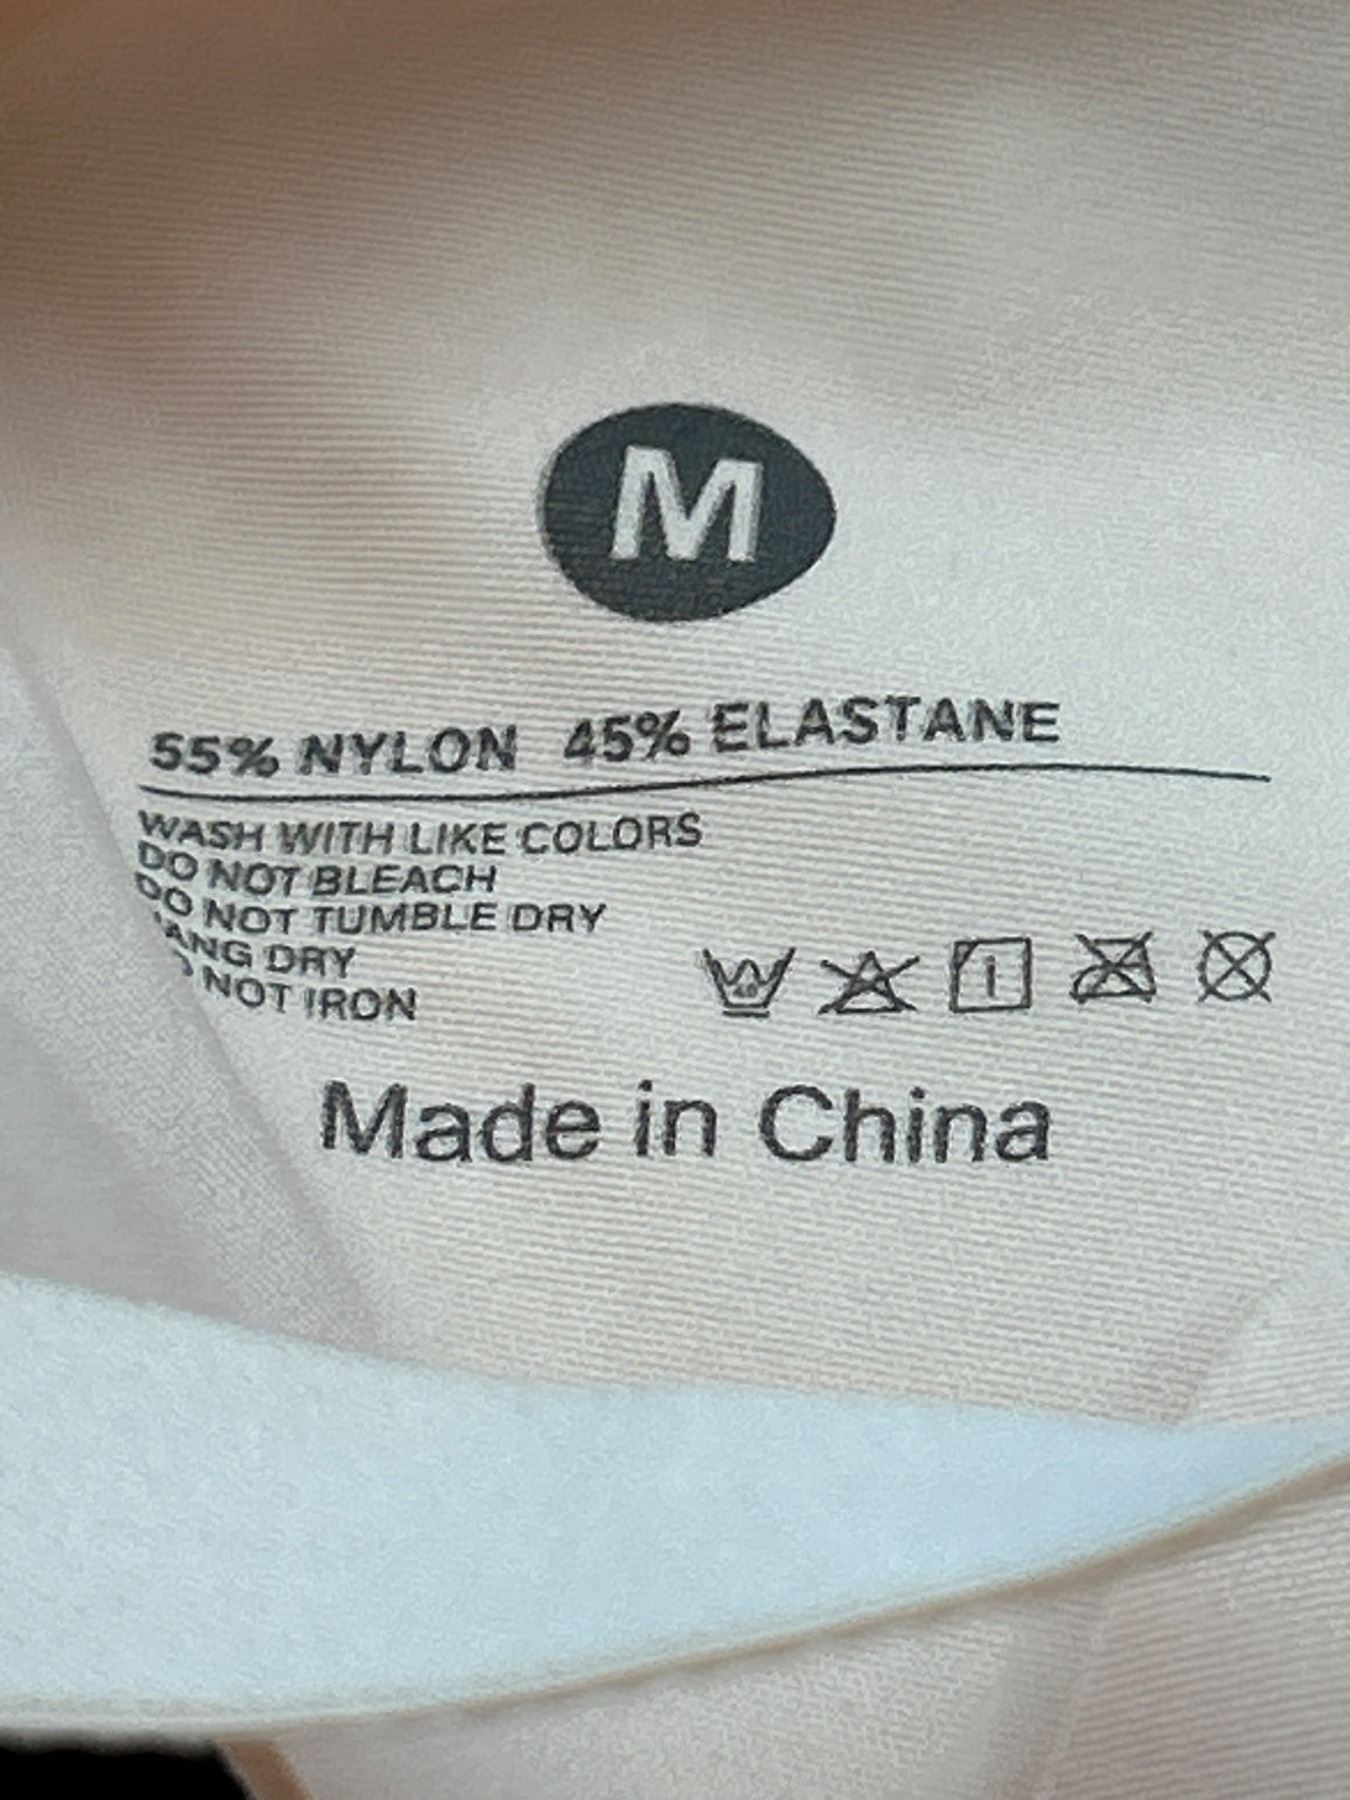 M
55% NYLON 45% ELASTANE
WASH WITH LIKE COLORS
DO NOT BLEACH
DO NOT TUMBLE DRY
ANG DRY
NOT IRON
Made in China